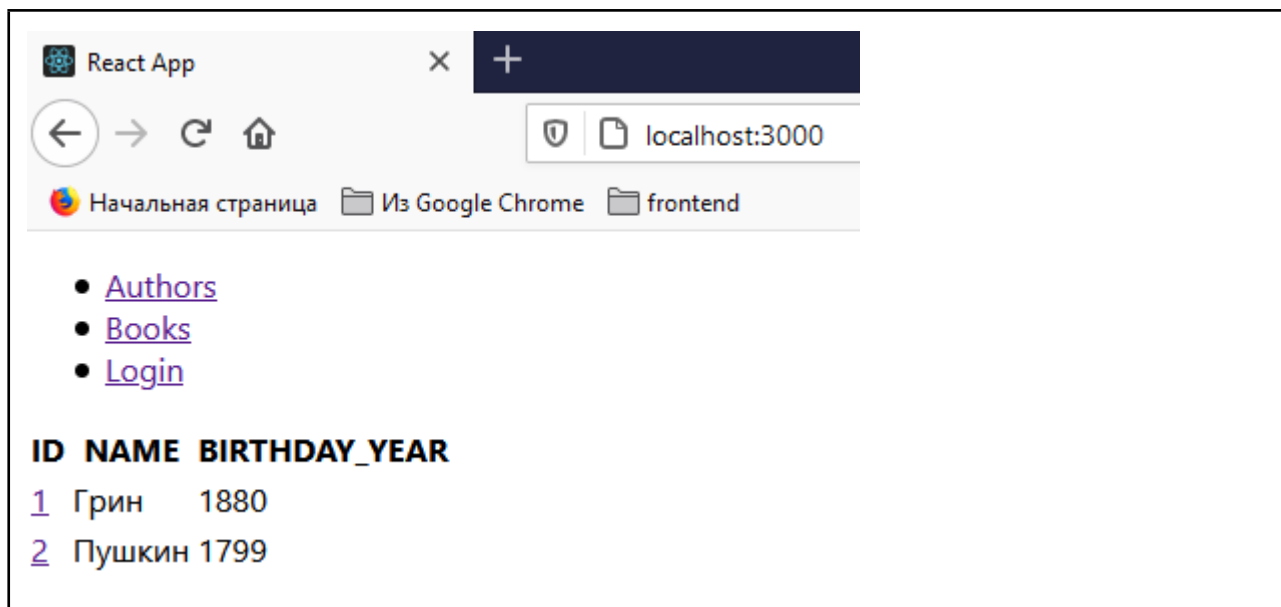 React App
localhost:3000
Начальная страница Из Google Chrome frontend
Authors
Books
Login
ID NAME BIRTHDAY_YEAR
1 Грин 1880
2 Пушкин 1799